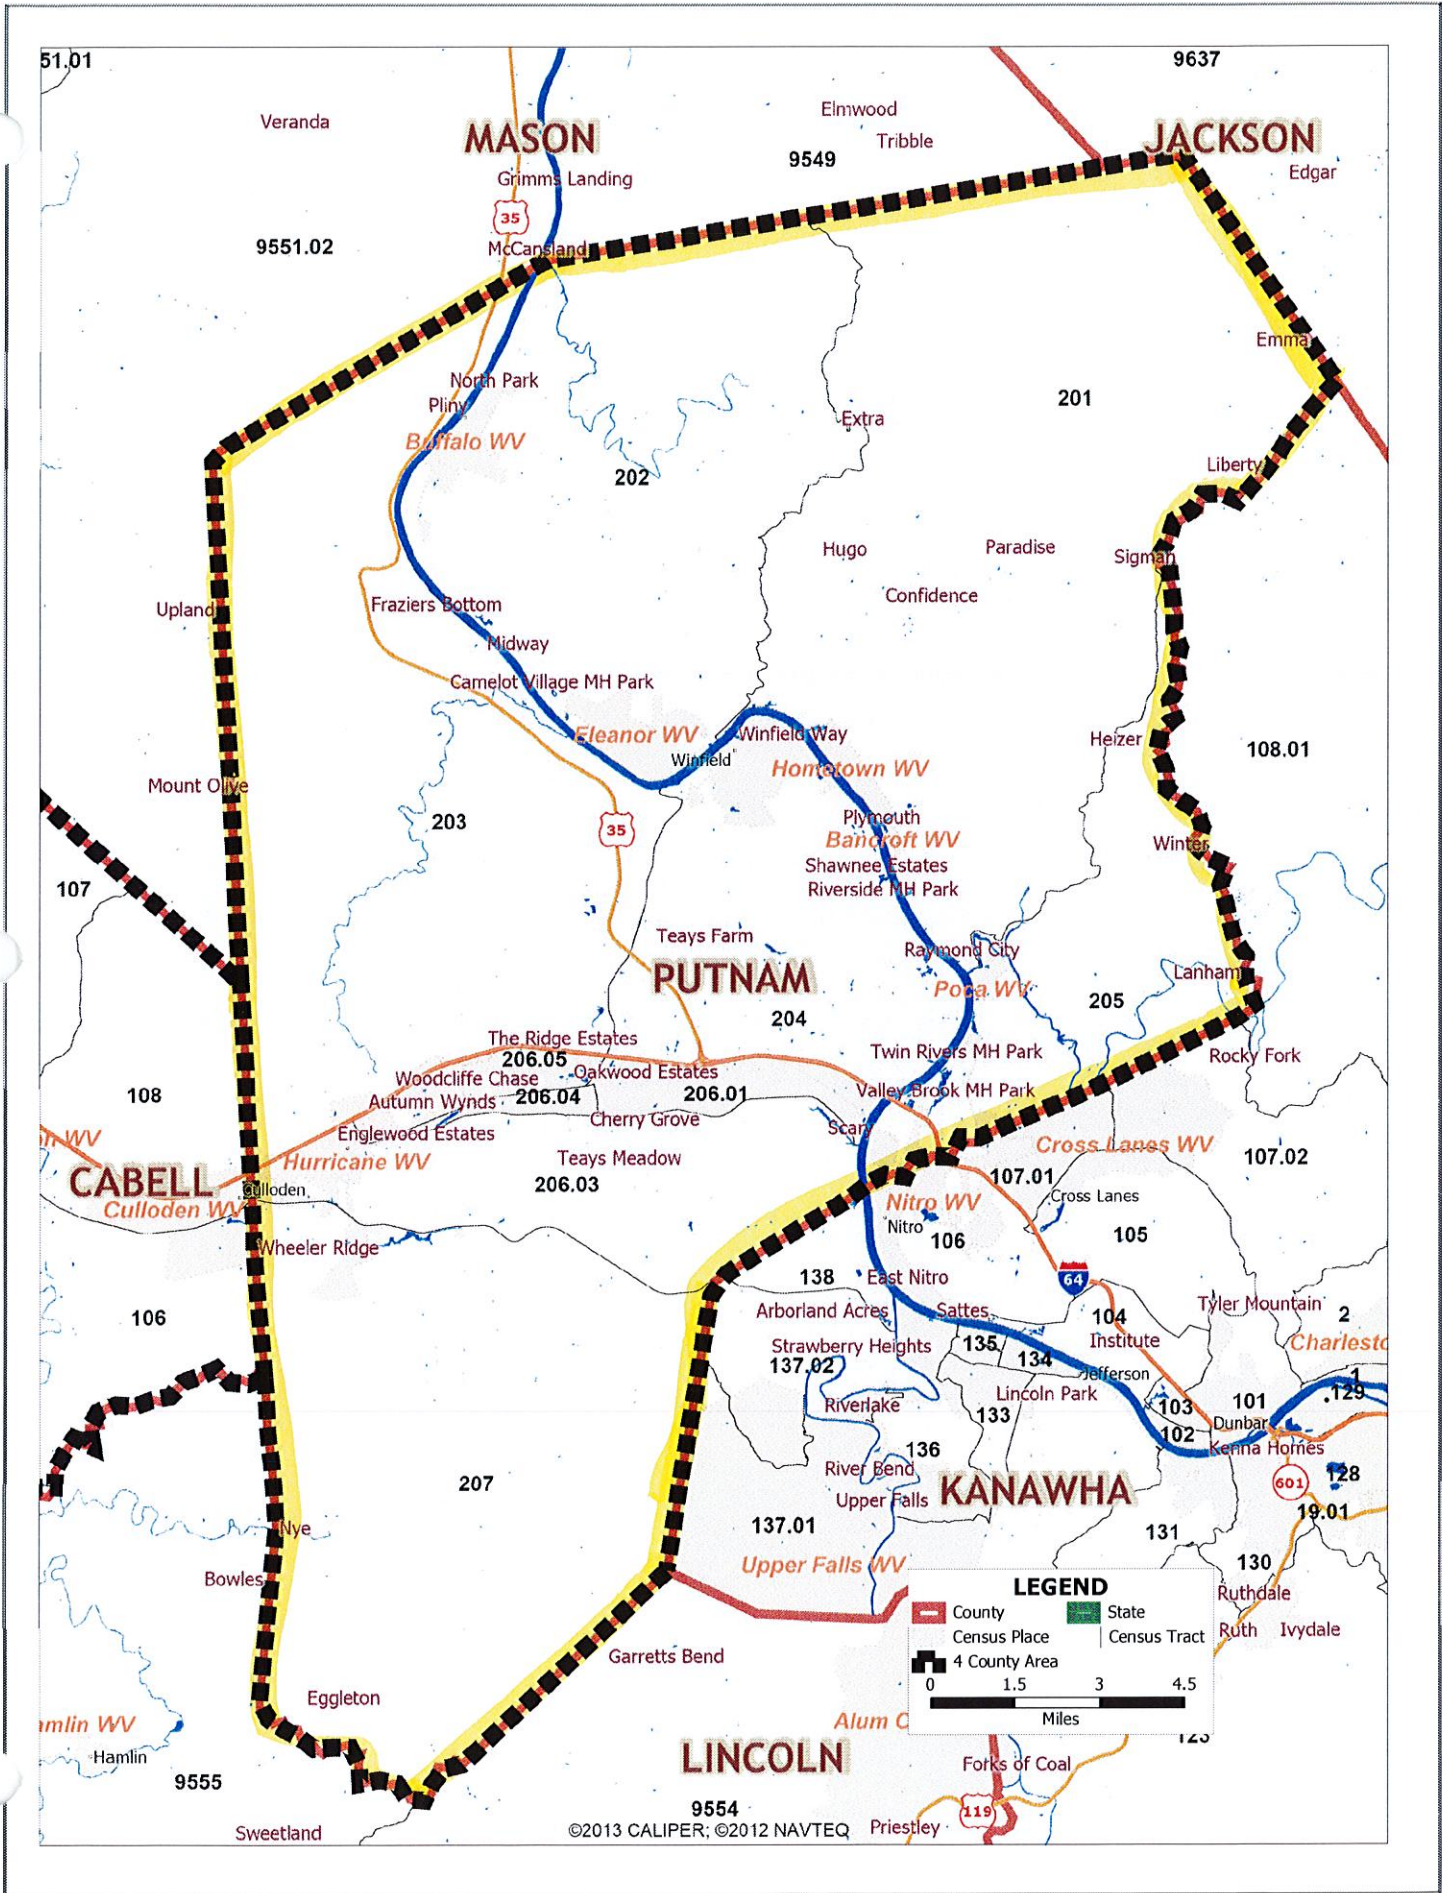 51.01
9637
Veranda
MASON
Elmwood
Tribble
JACKSON
9549
Edgar
Grimms Landing
35
9551.02
McCansland
Emma
North Park
201
Pliny
Extra
Buffalo WV
Liberty
202
Hugo
Paradise
Sigman
Confidence
Upland
Fraziers Bottom
Midway
Camelot Village MH Park
Eleanor WV
Winfield Way
Heizer
108.01
Winfield
Hometown WV
Mount Olive
203
35
Plymouth
Bancroft WV
Winter
Shawnee Estates
107
Riverside MH Park
Teays Farm
Raymond City
PUTNAM
Lanham
Poca WV
205
204
The Ridge Estates
206.05
Twin Rivers MH Park
Rocky Fork
Woodcliffe Chase
Oakwood Estates
108
Autumn Wynds
206.04
206.01
Valley Brook MH Park
Cherry Grove
Englewood Estates
Scary
n WV
Cross Lanes WV
Hurricane WV
Teays Meadow
107.02
CABELL
Culloden
206.03
107.01
Culloden WV
Nitro WV
Cross Lanes
Nitro
106
105
Wheeler Ridge
138
East Nitro
64
106
Arborland Acres
Sattes
104
Tyler Mountain
2
Strawberry Heights
135
134
Institute
Charlesto
137.02
Jefferson
1
129
Riverlake
Lincoln Park
103
101
133
102
Dunbar
136
Kenna Homes
River Bend
128
207
KANAWHA
601
Upper Falls
19.01
Nye
137.01
131
Upper Falls WV
130
Bowles
LEGEND
Ruthdale
County
State
Census Place
Census Tract
Ruth
Ivydale
Garretts Bend
4 County Area
0 1.5 3 4.5
Miles
Eggleton
amlin WV
Alum C
Hamlin
LINCOLN
123
Forks of Coal
9555
9554
119
Sweetland
©2013 CALIPER; ©2012 NAVTEQ
Priestley